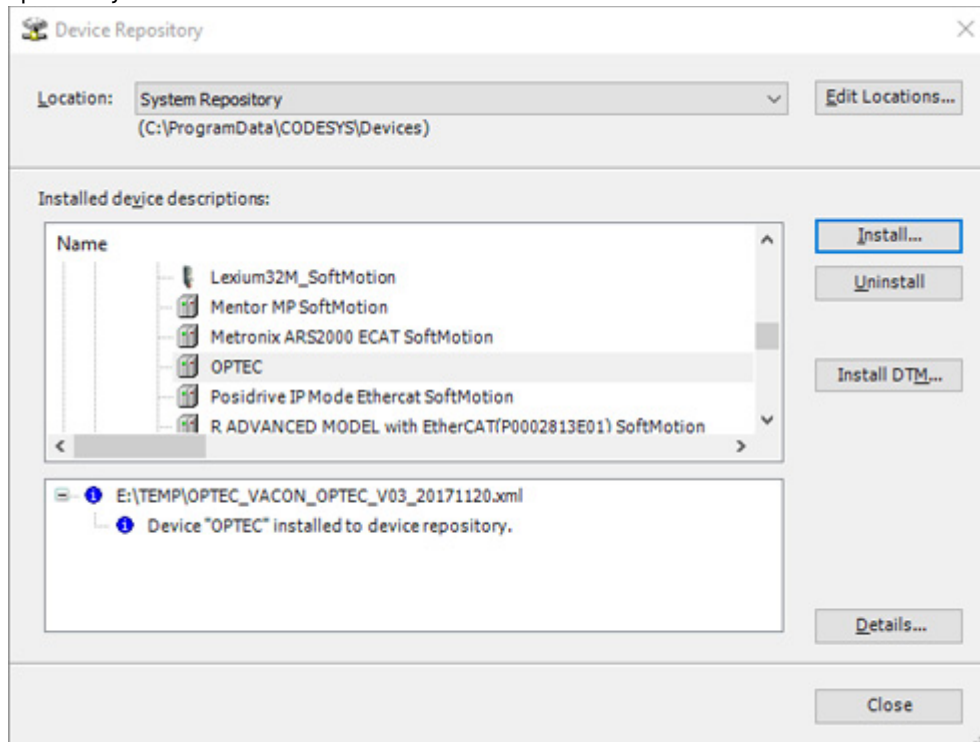 Device Repository
Location: System Repository Edit Locations...
(C:\ProgramData\CODESYS\Devices)
Installed device descriptions:
Name Install...
Lexium32M_SoftMotion
Uninstall
Mentor MP SoftMotion
Metronix ARS2000 ECAT SoftMotion
OPTEC
Install DTM...
Posidrive IP Mode Ethercat SoftMotion
R ADVANCED MODEL with EtherCAT(P0002813E01) SoftMotion
E:\TEMP\OPTEC_VACON_OPTEC_V03_20171120.xml
Device "OPTEC" installed to device repository.
Details...
Close